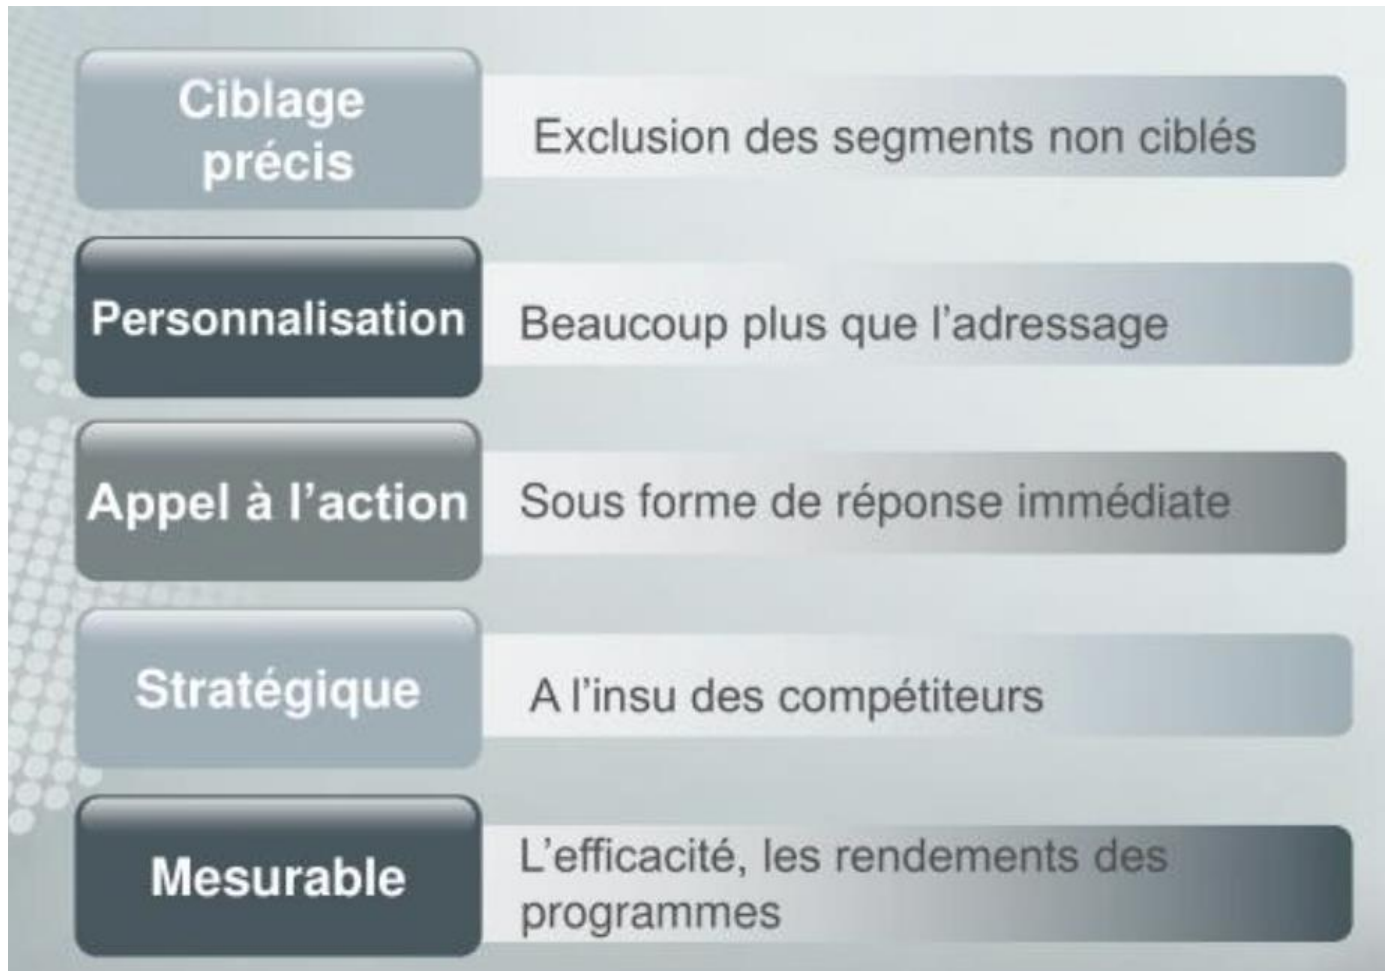 Ciblage
précis
Exclusion des segments non ciblés
Personnalisation
Beaucoup plus que l’adressage
Appel à l’action
Sous forme de réponse immédiate
Stratégique
A l’insu des compétiteurs
Mesurable
L’efficacité, les rendements des
programmes